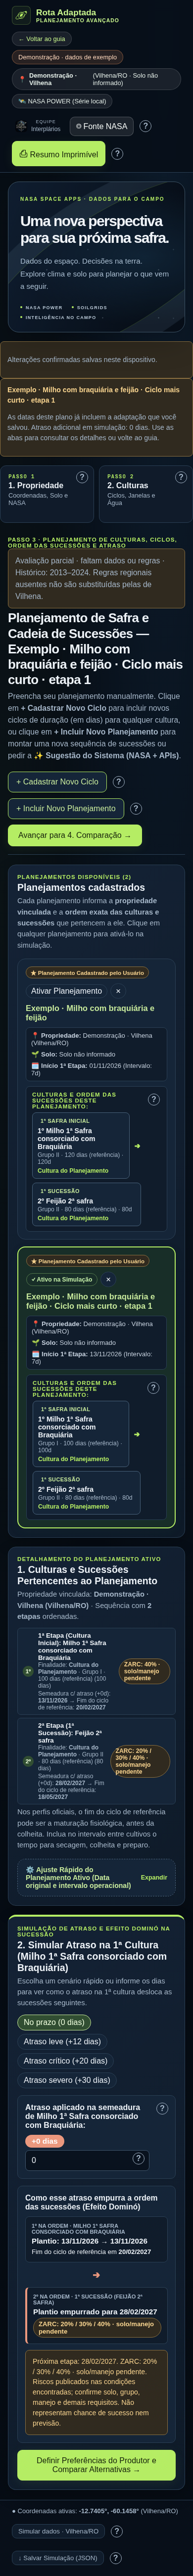 Rota Adaptada
PLANEJAMENTO AVANÇADO
← Voltar ao guia
Demonstração · dados de exemplo
📍 Demonstração · Vilhena (Vilhena/RO · Solo não informado)
🛰 NASA POWER (Série local)
EQUIPE
Interplários
Fonte NASA
?
Resumo Imprimível
?
NASA SPACE APPS · DADOS PARA O CAMPO
Uma nova perspectiva
para sua próxima safra.
Dados do espaço. Decisões na terra.
Explore clima e solo para planejar o que vem
a seguir.
NASA POWER
SOILGRIDS
INTELIGÊNCIA NO CAMPO
Alterações confirmadas salvas neste dispositivo.
Exemplo · Milho com braquiária e feijão · Ciclo mais
curto · etapa 1
As datas deste plano já incluem a adaptação que você
salvou. Atraso adicional em simulação: 0 dias. Use as
abas para consultar os detalhes ou volte ao guia.
PASSO 1
?
1. Propriedade
Coordenadas, Solo e
NASA
PASSO 2
?
2. Culturas
Ciclos, Janelas e
Água
PASSO 3 · PLANEJAMENTO DE CULTURAS, CICLOS,
ORDEM DAS SUCESSÕES E ATRASO
Avaliação parcial · faltam dados ou regras ·
Histórico: 2013–2024. Regras regionais
ausentes não são substituídas pelas de
Vilhena.
Planejamento de Safra e
Cadeia de Sucessões —
Exemplo · Milho com
braquiária e feijão · Ciclo mais
curto · etapa 1
Preencha seu planejamento manualmente. Clique
em + Cadastrar Novo Ciclo para incluir novos
ciclos de duração (em dias) para qualquer cultura,
ou clique em + Incluir Novo Planejamento para
montar uma nova sequência de sucessões ou
pedir a ✨ Sugestão do Sistema (NASA + APIs).
+ Cadastrar Novo Ciclo
?
+ Incluir Novo Planejamento
?
Avançar para 4. Comparação →
PLANEJAMENTOS DISPONÍVEIS (2)
Planejamentos cadastrados
Cada planejamento informa a propriedade
vinculada e a ordem exata das culturas e
sucessões que pertencem a ele. Clique em
qualquer planejamento para ativá-lo na
simulação.
★ Planejamento Cadastrado pelo Usuário
Ativar Planejamento
✕
Exemplo · Milho com braquiária e
feijão
📍 Propriedade: Demonstração · Vilhena
(Vilhena/RO)
🌱 Solo: Solo não informado
🗓 Início 1ª Etapa: 01/11/2026 (Intervalo:
7d)
CULTURAS E ORDEM DAS
SUCESSÕES DESTE
PLANEJAMENTO:
?
1ª SAFRA INICIAL
1º Milho 1ª Safra
consorciado com
Braquiária
Grupo II · 120 dias (referência) ·
120d
Cultura do Planejamento
➔
1ª SUCESSÃO
2º Feijão 2ª safra
Grupo II · 80 dias (referência) · 80d
Cultura do Planejamento
★ Planejamento Cadastrado pelo Usuário
✓ Ativo na Simulação
✕
Exemplo · Milho com braquiária e
feijão · Ciclo mais curto · etapa 1
📍 Propriedade: Demonstração · Vilhena
(Vilhena/RO)
🌱 Solo: Solo não informado
🗓 Início 1ª Etapa: 13/11/2026 (Intervalo:
7d)
CULTURAS E ORDEM DAS
SUCESSÕES DESTE
PLANEJAMENTO:
?
1ª SAFRA INICIAL
1º Milho 1ª Safra
consorciado com
Braquiária
Grupo I · 100 dias (referência) ·
100d
Cultura do Planejamento
➔
1ª SUCESSÃO
2º Feijão 2ª safra
Grupo II · 80 dias (referência) · 80d
Cultura do Planejamento
DETALHAMENTO DO PLANEJAMENTO ATIVO
1. Culturas e Sucessões
Pertencentes ao Planejamento
Propriedade vinculada: Demonstração ·
Vilhena (Vilhena/RO) · Sequência com 2
etapas ordenadas.
1º
1ª Etapa (Cultura
Inicial): Milho 1ª Safra
consorciado com
Braquiária
Finalidade: Cultura do
Planejamento · Grupo I ·
100 dias (referência) (100
dias)
Semeadura c/ atraso (+0d):
13/11/2026 → Fim do ciclo
de referência: 20/02/2027
ZARC: 40% ·
solo/manejo
pendente
2º
2ª Etapa (1ª
Sucessão): Feijão 2ª
safra
Finalidade: Cultura do
Planejamento · Grupo II
· 80 dias (referência) (80
dias)
Semeadura c/ atraso
(+0d): 28/02/2027 → Fim
do ciclo de referência:
18/05/2027
ZARC: 20% /
30% / 40% ·
solo/manejo
pendente
Nos perfis oficiais, o fim do ciclo de referência
pode ser a maturação fisiológica, antes da
colheita. Inclua no intervalo entre cultivos o
tempo para secagem, colheita e preparo.
⚙️ Ajuste Rápido do
Planejamento Ativo (Data
original e intervalo operacional)
Expandir
SIMULAÇÃO DE ATRASO E EFEITO DOMINÓ NA
SUCESSÃO
2. Simular Atraso na 1ª Cultura
(Milho 1ª Safra consorciado com
Braquiária)
Escolha um cenário rápido ou informe os dias
para ver como o atraso na 1ª cultura desloca as
sucessões seguintes.
No prazo (0 dias)
Atraso leve (+12 dias)
Atraso crítico (+20 dias)
Atraso severo (+30 dias)
Atraso aplicado na semeadura
de Milho 1ª Safra consorciado
com Braquiária:
?
+0 dias
0
?
Como esse atraso empurra a ordem
das sucessões (Efeito Dominó)
1ª NA ORDEM · MILHO 1ª SAFRA
CONSORCIADO COM BRAQUIÁRIA
Plantio: 13/11/2026 → 13/11/2026
Fim do ciclo de referência em 20/02/2027
➔
2ª NA ORDEM · 1ª SUCESSÃO (FEIJÃO 2ª
SAFRA)
Plantio empurrado para 28/02/2027
ZARC: 20% / 30% / 40% · solo/manejo
pendente
Próxima etapa: 28/02/2027. ZARC: 20%
/ 30% / 40% · solo/manejo pendente.
Riscos publicados nas condições
encontradas; confirme solo, grupo,
manejo e demais requisitos. Não
representam chance de sucesso nem
previsão.
Definir Preferências do Produtor e
Comparar Alternativas →
● Coordenadas ativas: -12.7405°, -60.1458° (Vilhena/RO)
Simular dados · Vilhena/RO
?
↓ Salvar Simulação (JSON)
?